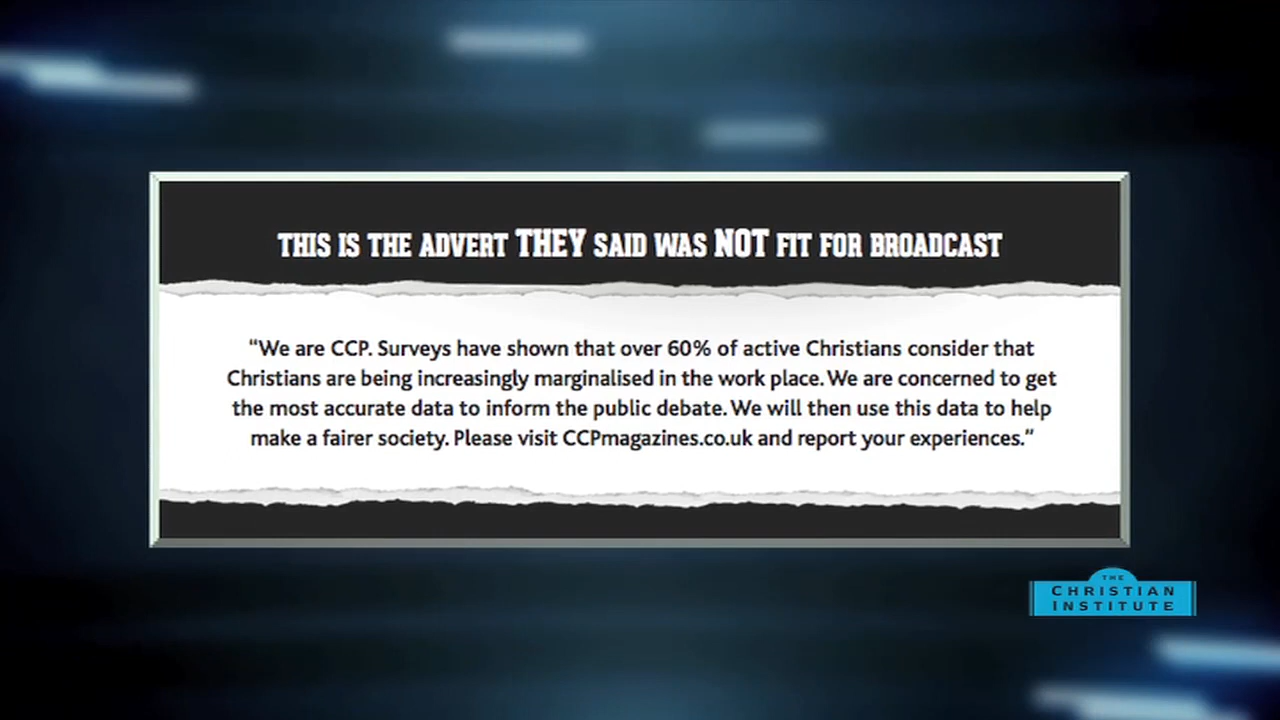 THIS IS THE ADVERT THEY SAID WAS NOT FIT FOR BROADCAST
“We are CCP. Surveys have shown that over 60% of active Christians consider that
Christians are being increasingly marginalised in the work place. We are concerned to get
the most accurate data to inform the public debate. We will then use this data to help
make a fairer society. Please visit CCPmagazines.co.uk and report your experiences.”
THE
CHRISTIAN
INSTITUTE